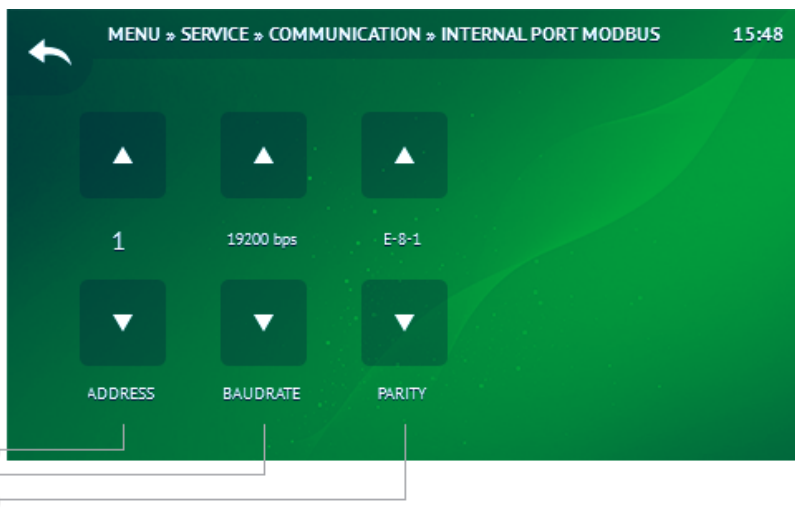 MENU » SERVICE » COMMUNICATION » INTERNAL PORT MODBUS 15:48
1 19200 bps E-8-1
ADDRESS BAUDRATE PARITY